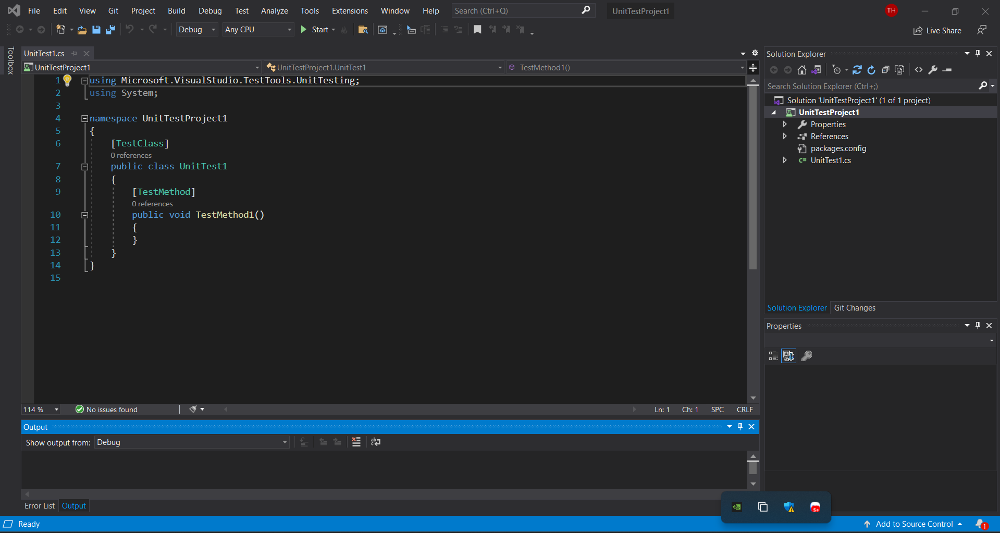 File Edit View Git Project Build Debug Test Analyze Tools Extensions Window Help Search (Ctrl+Q) UnitTestProject1 TH
Debug Any CPU Start Live Share
Toolbox
UnitTest1.cs
UnitTestProject1 UnitTestProject1.UnitTest1 TestMethod1()
1 using Microsoft.VisualStudio.TestTools.UnitTesting;
2 using System;
3
4 namespace UnitTestProject1
5 {
6 [TestClass]
0 references
7 public class UnitTest1
8 {
9 [TestMethod]
0 references
10 public void TestMethod1()
11 {
12 }
13 }
14 }
15
114 % No issues found Ln: 1 Ch: 1 SPC CRLF
Output
Show output from: Debug
Error List Output
Solution Explorer
Search Solution Explorer (Ctrl+;)
Solution 'UnitTestProject1' (1 of 1 project)
UnitTestProject1
Properties
References
packages.config
C# UnitTest1.cs
Solution Explorer Git Changes
Properties
Ready Add to Source Control 1